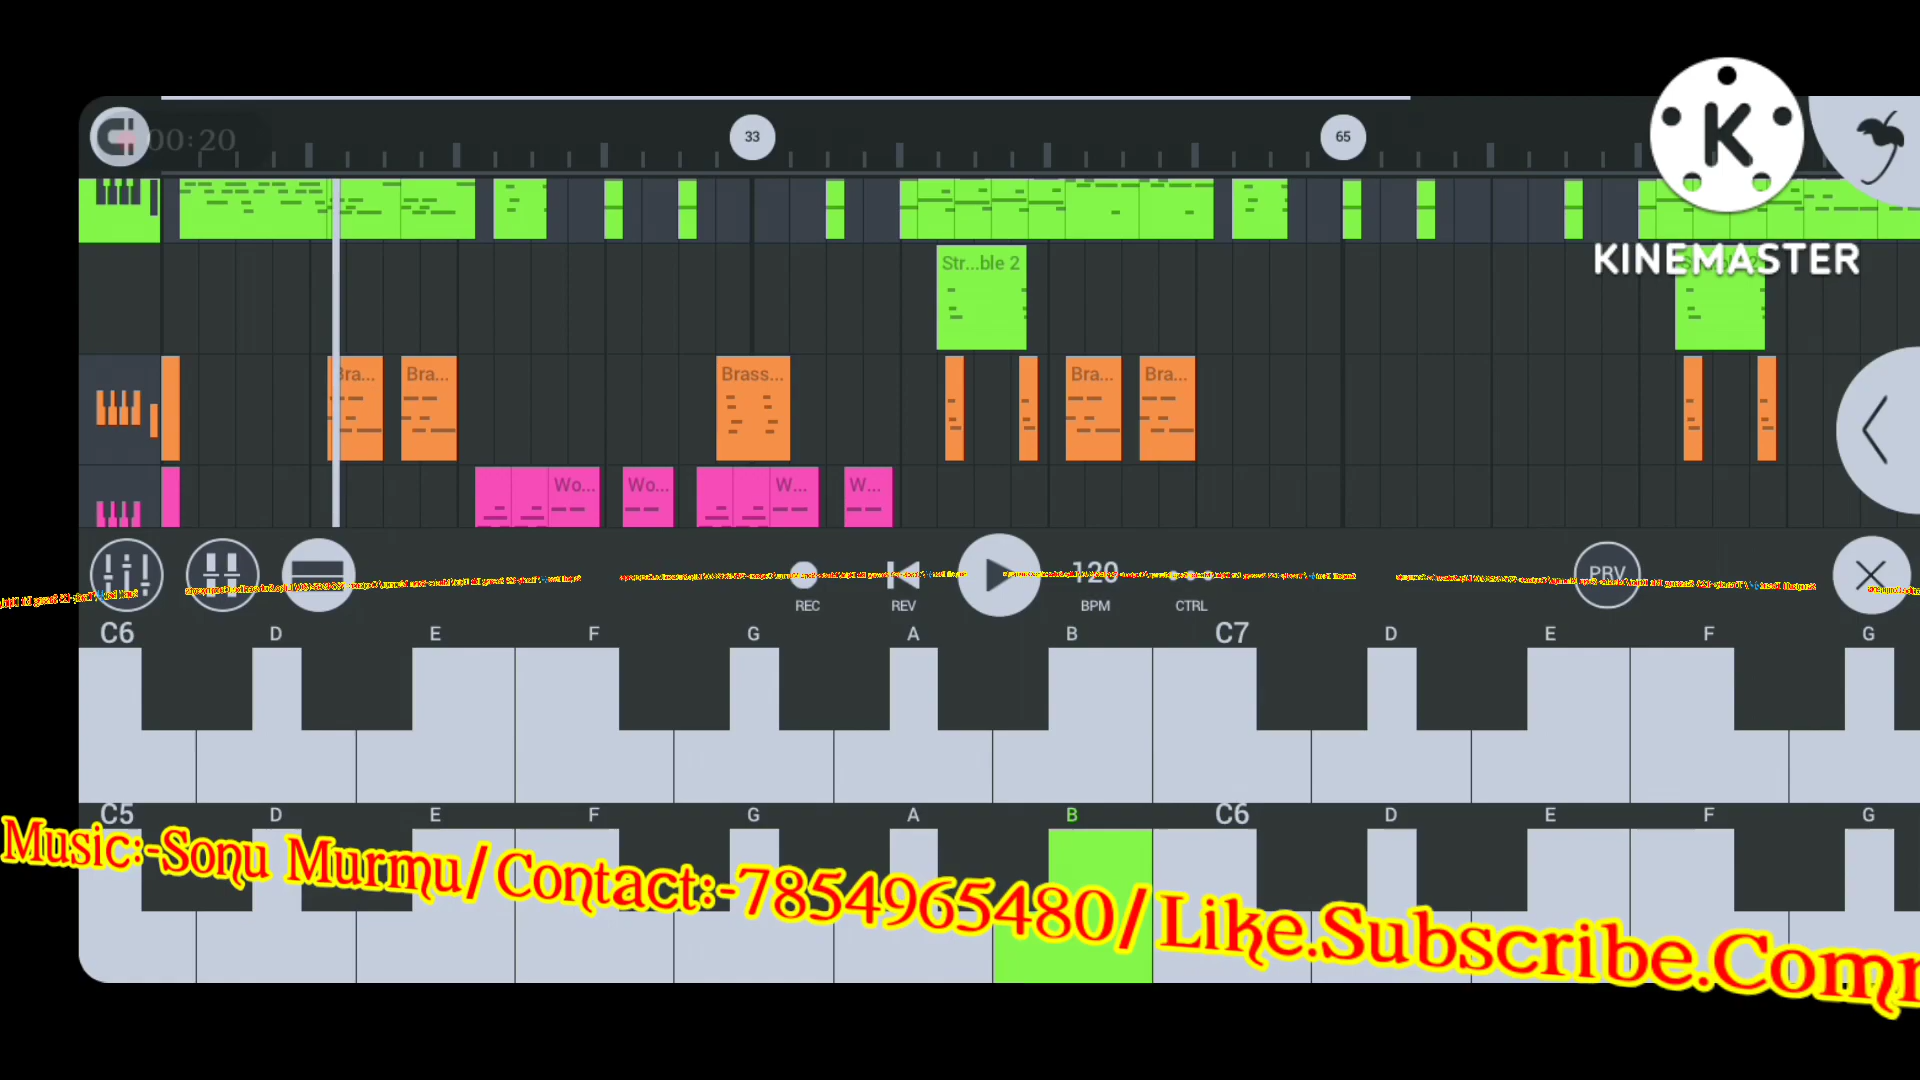 00:20
33
65
KINEMASTER
Str...ble 2
Bra...
Bra...
Brass...
Bra...
Bra...
Wo...
Wo...
W...
W...
120
PRV
REC
REV
BPM
CTRL
C6 D E F G A B C7 D E F G
C5 D E F G A B C6 D E F G
Music:-Sonu Murmu/Contact:-7854965480/Like.Subscribe.Com